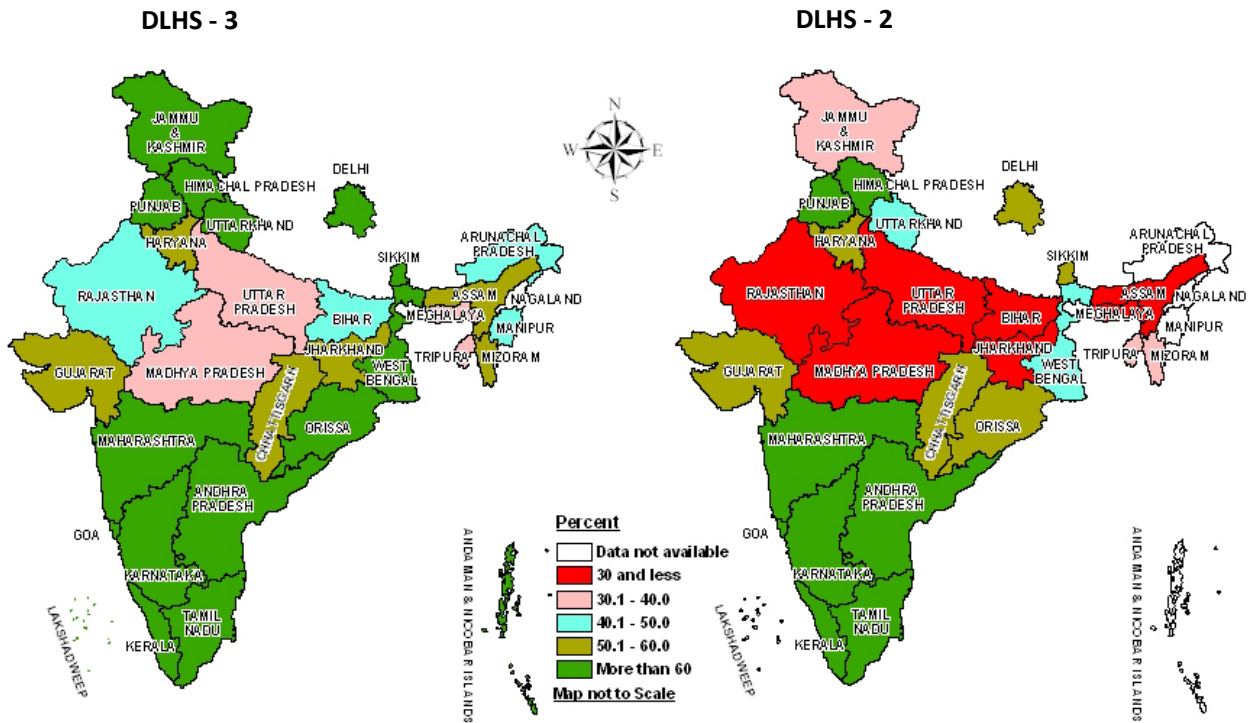 DLHS - 3
DLHS - 2
JAMMU
&
KASHMIR
HIMACHAL PRADESH
PUNJAB
UTTARKHAND
HARYANA
DELHI
RAJASTHAN
UTTAR
PRADESH
BIHAR
SIKKIM
ARUNACHAL
PRADESH
ASSAM
NAGALAND
MEGHALAYA
MANIPUR
TRIPURA
MIZORAM
JHARKHAND
WEST
BENGAL
GUJARAT
MADHYA PRADESH
CHHATTISGARH
ORISSA
MAHARASHTRA
ANDHRA
PRADESH
GOA
KARNATAKA
TAMIL
NADU
KERALA
LAKSHADWEEP
ANDAMAN & NICOBAR ISLANDS
N
W
E
S
Percent
Data not available
30 and less
30.1 - 40.0
40.1 - 50.0
50.1 - 60.0
More than 60
Map not to Scale
JAMMU
&
KASHMIR
HIMACHAL PRADESH
PUNJAB
UTTARKHAND
HARYANA
DELHI
RAJASTHAN
UTTAR
PRADESH
BIHAR
SIKKIM
ARUNACHAL
PRADESH
ASSAM
NAGALAND
MEGHALAYA
MANIPUR
TRIPURA
MIZORAM
JHARKHAND
WEST
BENGAL
GUJARAT
MADHYA PRADESH
CHHATTISGARH
ORISSA
MAHARASHTRA
ANDHRA
PRADESH
GOA
KARNATAKA
TAMIL
NADU
KERALA
LAKSHADWEEP
ANDAMAN & NICOBAR ISLANDS